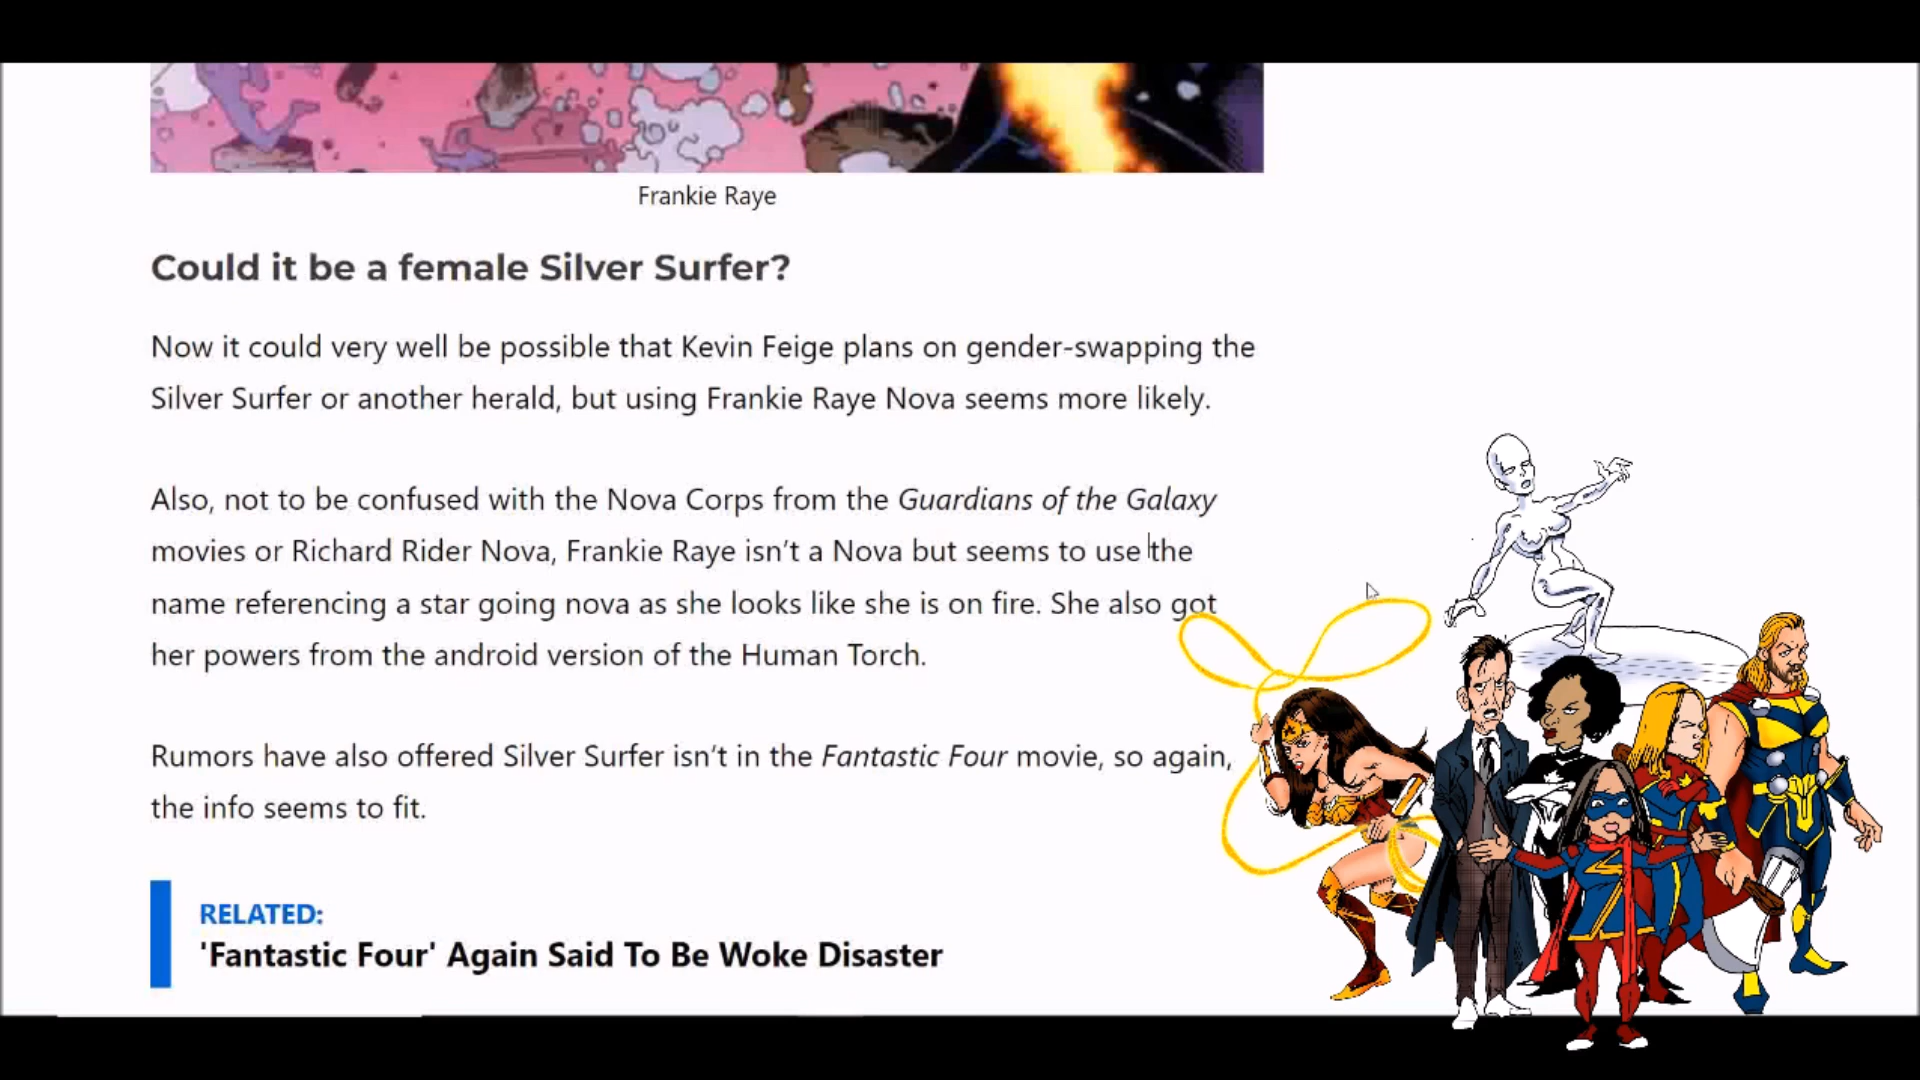 Frankie Raye
Could it be a female Silver Surfer?
Now it could very well be possible that Kevin Feige plans on gender-swapping the
Silver Surfer or another herald, but using Frankie Raye Nova seems more likely.
Also, not to be confused with the Nova Corps from the Guardians of the Galaxy
movies or Richard Rider Nova, Frankie Raye isn’t a Nova but seems to use the
name referencing a star going nova as she looks like she is on fire. She also got
her powers from the android version of the Human Torch.
Rumors have also offered Silver Surfer isn’t in the Fantastic Four movie, so again,
the info seems to fit.
RELATED:
'Fantastic Four' Again Said To Be Woke Disaster